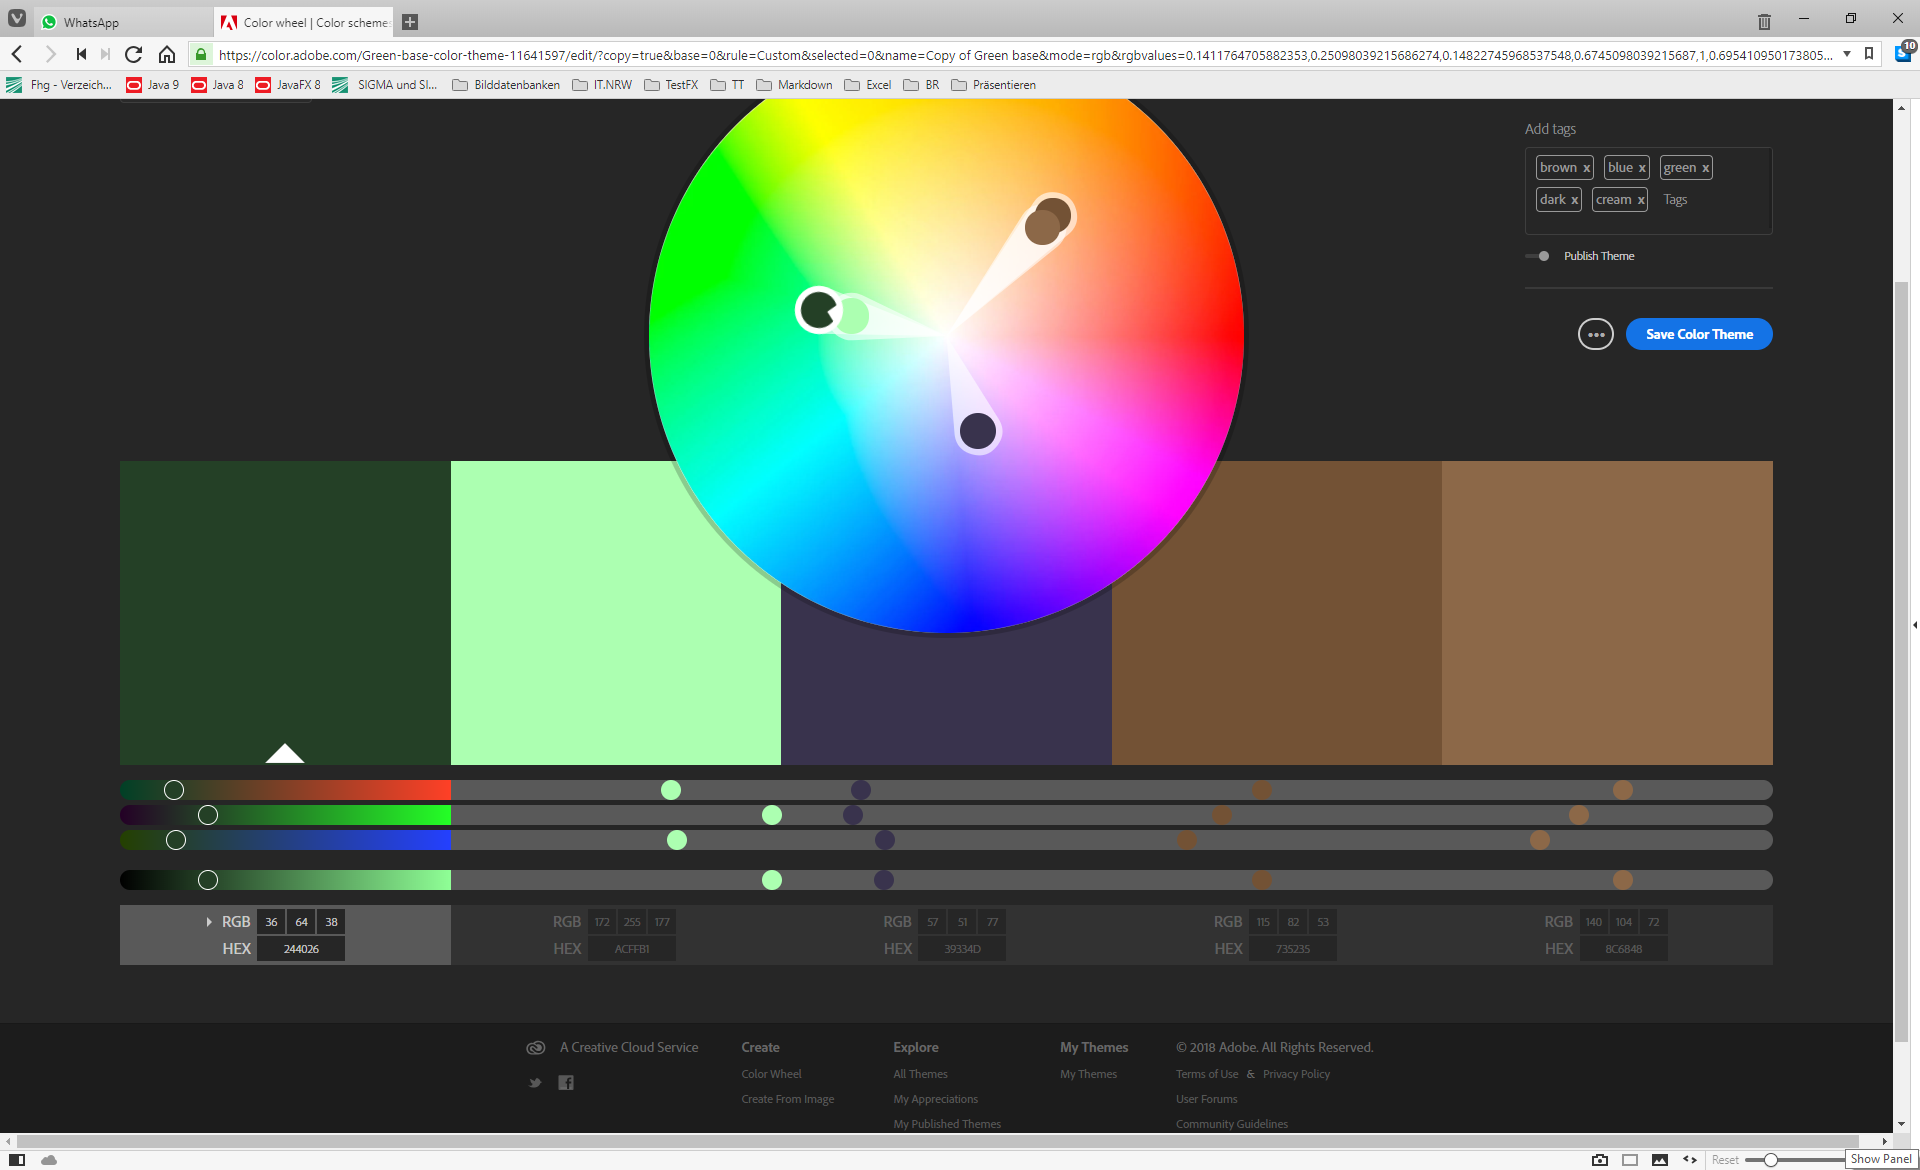 WhatsApp
Color wheel | Color scheme
https://color.adobe.com/Green-base-color-theme-11641597/edit/?copy=true&base=0&rule=Custom&selected=0&name=Copy of Green base&mode=rgb&rgbvalues=0.1411764705882353,0.25098039215686274,0.14822745968537548,0.6745098039215687,1,0.695410950173805...
10
Fhg - Verzeich... Java 9 Java 8 JavaFX 8 SIGMA und SI... Bilddatenbanken IT.NRW TestFX TT Markdown Excel BR Präsentieren
Add tags
brown x blue x green x
dark x cream x Tags
Publish Theme
Save Color Theme
RGB 36 64 38 RGB 172 255 177 RGB 57 51 77 RGB 115 82 53 RGB 140 104 72
HEX 244026 HEX ACFFB1 HEX 39334D HEX 735235 HEX 8C6848
A Creative Cloud Service Create Explore My Themes © 2018 Adobe. All Rights Reserved.
Color Wheel All Themes My Themes Terms of Use & Privacy Policy
Create From Image My Appreciations User Forums
My Published Themes Community Guidelines
Reset Show Panel